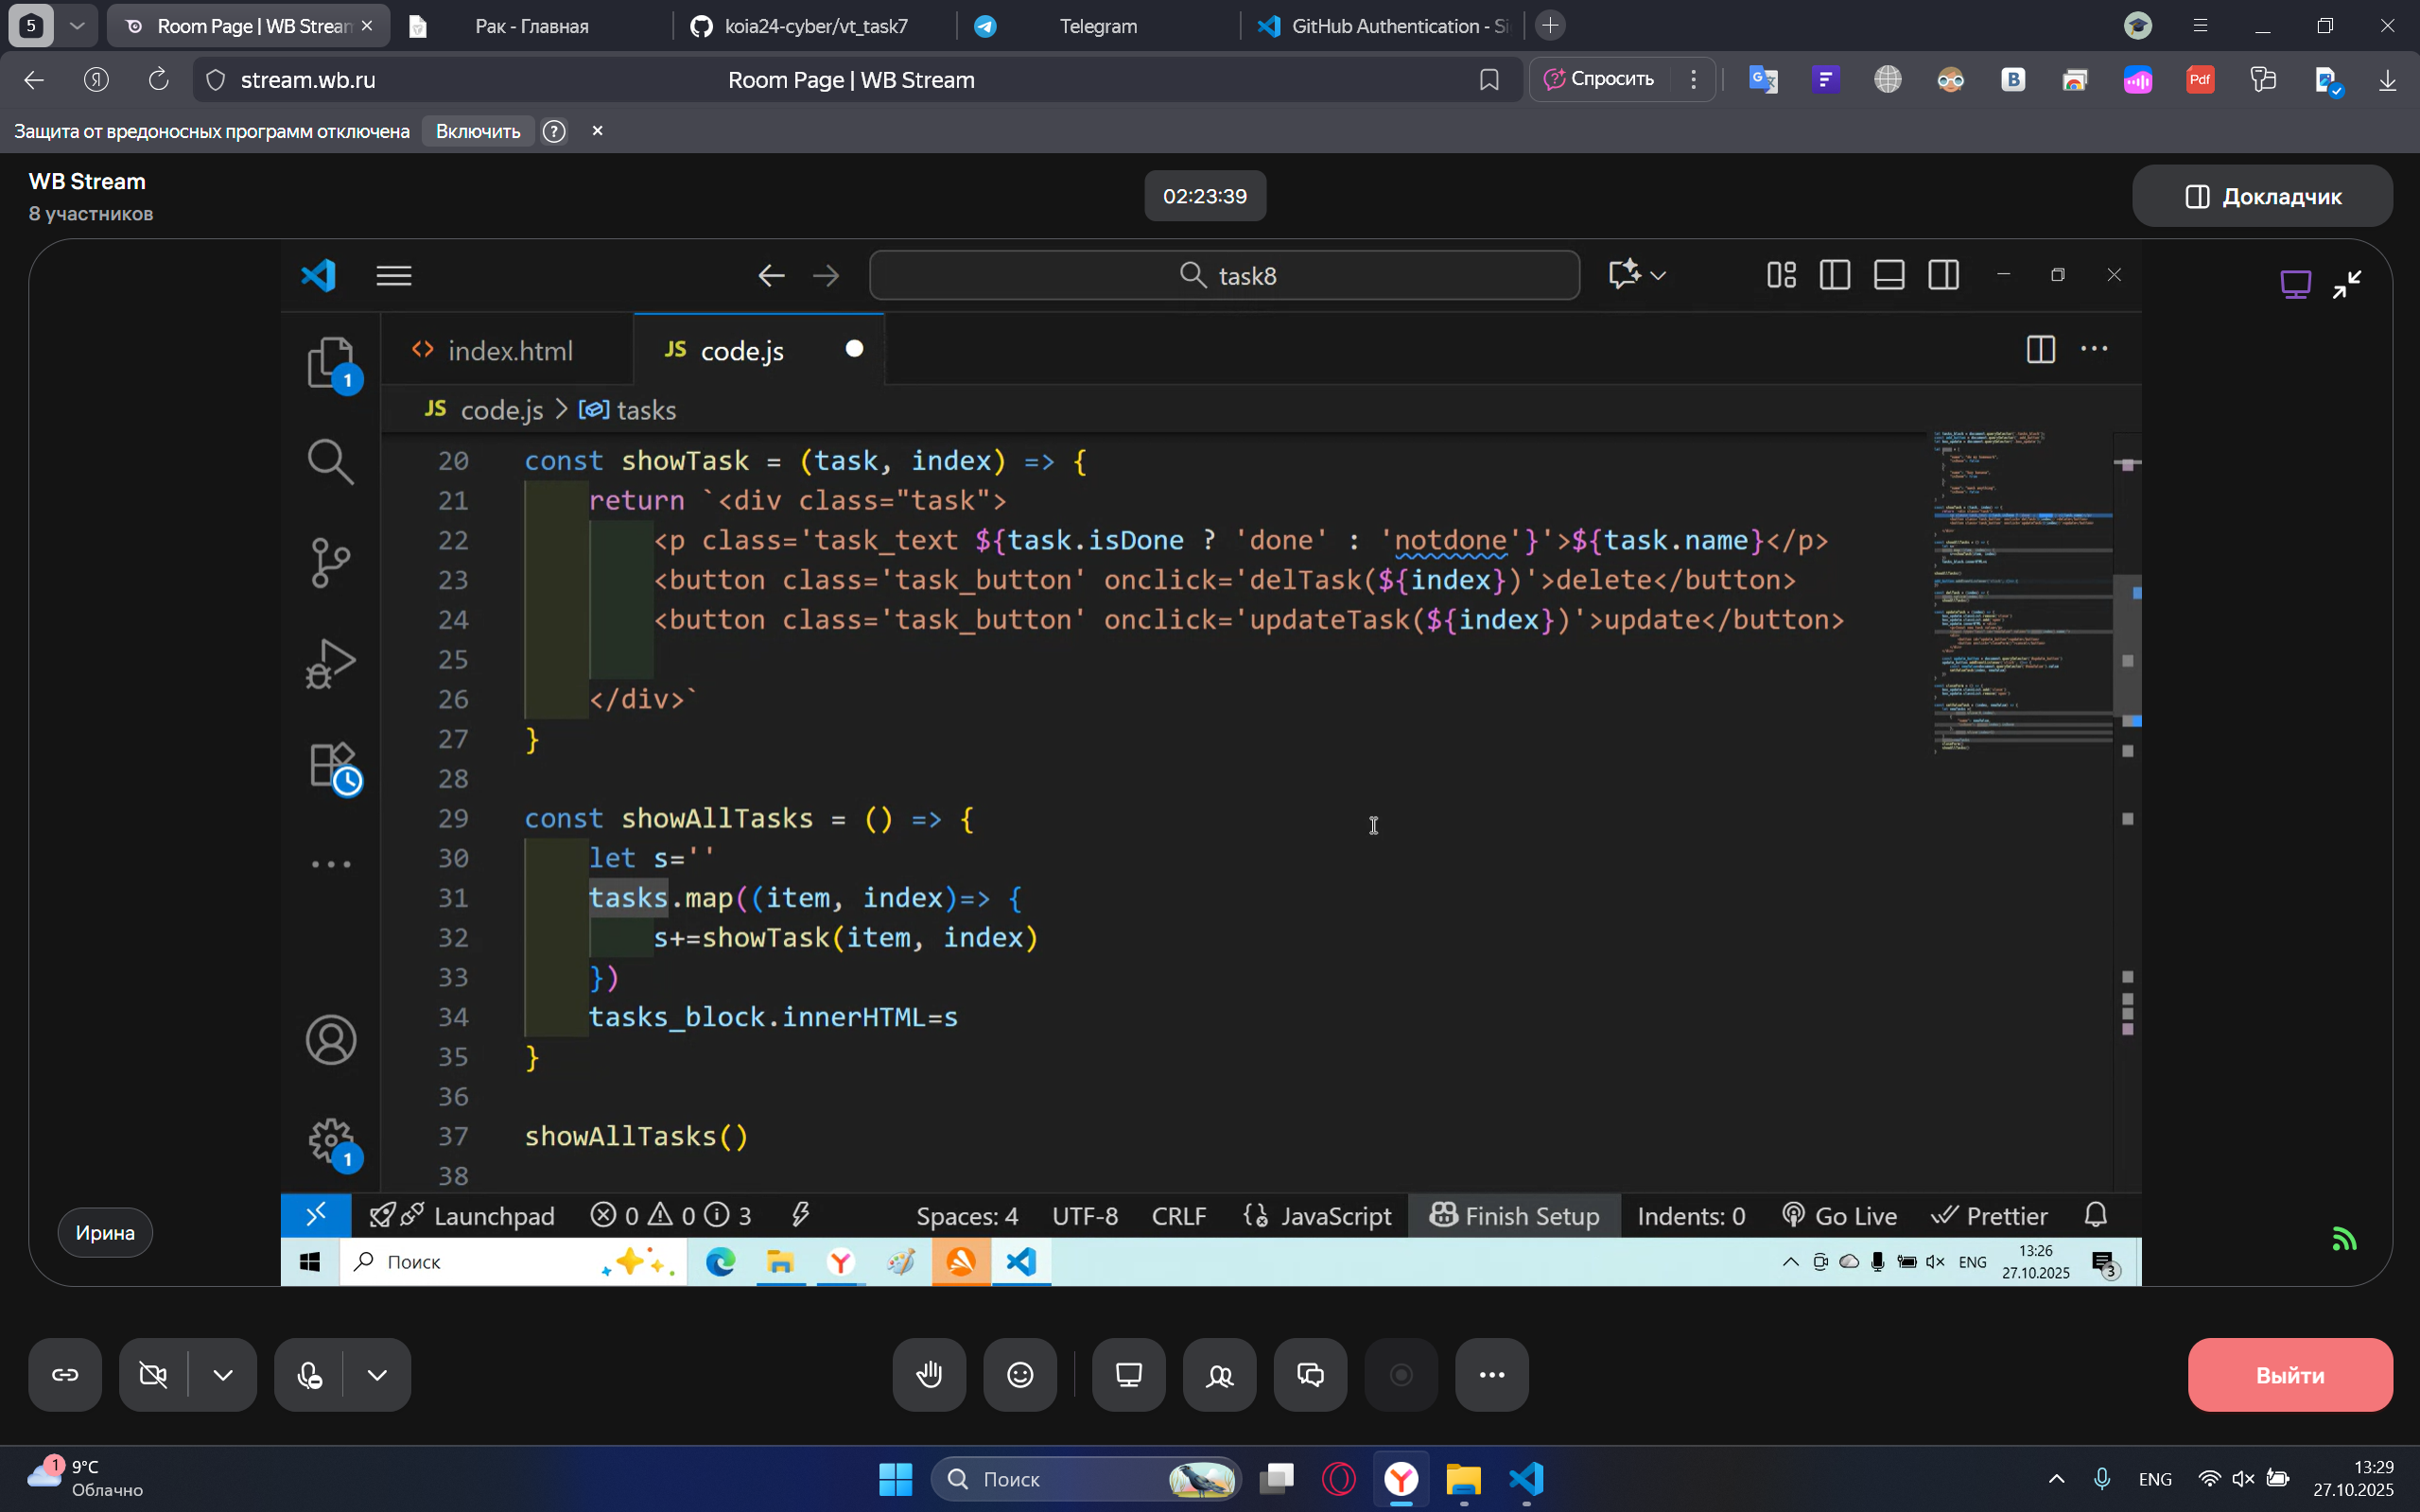 5
Room Page | WB Strean
Рак - Главная
koia24-cyber/vt_task7
Telegram
GitHub Authentication - Si
stream.wb.ru
Room Page | WB Stream
Спросить
Pdf
Защита от вредоносных программ отключена
Включить
WB Stream
8 участников
02:23:39
Докладчик
task8
index.html
JS code.js
JS code.js > tasks
20 const showTask = (task, index) => {
21 return `<div class="task">
22 <p class='task_text ${task.isDone ? 'done' : 'notdone'}'>${task.name}</p>
23 <button class='task_button' onclick='delTask(${index})'>delete</button>
24 <button class='task_button' onclick='updateTask(${index})'>update</button>
25
26 </div>`
27 }
28
29 const showAllTasks = () => {
30 let s=''
31 tasks.map((item, index)=> {
32 s+=showTask(item, index)
33 })
34 tasks_block.innerHTML=s
35 }
36
37 showAllTasks()
38
1
1
Launchpad 0 0 3 Spaces: 4 UTF-8 CRLF JavaScript Finish Setup Indents: 0 Go Live Prettier
Ирина
Поиск
ENG
13:26
27.10.2025
3
Выйти
1
9°C
Облачно
Поиск
ENG
13:29
27.10.2025